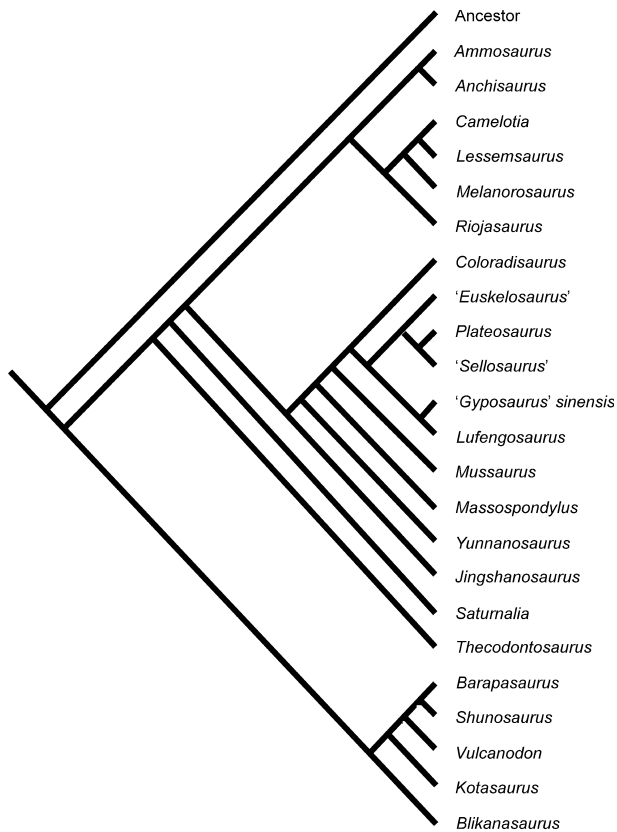 Ancestor
Ammosaurus
Anchisaurus
Camelotia
Lessemsaurus
Melanorosaurus
Riojasaurus
Coloradisaurus
‘Euskelosaurus’
Plateosaurus
‘Sellosaurus’
‘Gyposaurus’ sinensis
Lufengosaurus
Mussaurus
Massospondylus
Yunnanosaurus
Jingshanosaurus
Saturnalia
Thecodontosaurus
Barapasaurus
Shunosaurus
Vulcanodon
Kotasaurus
Blikanasaurus